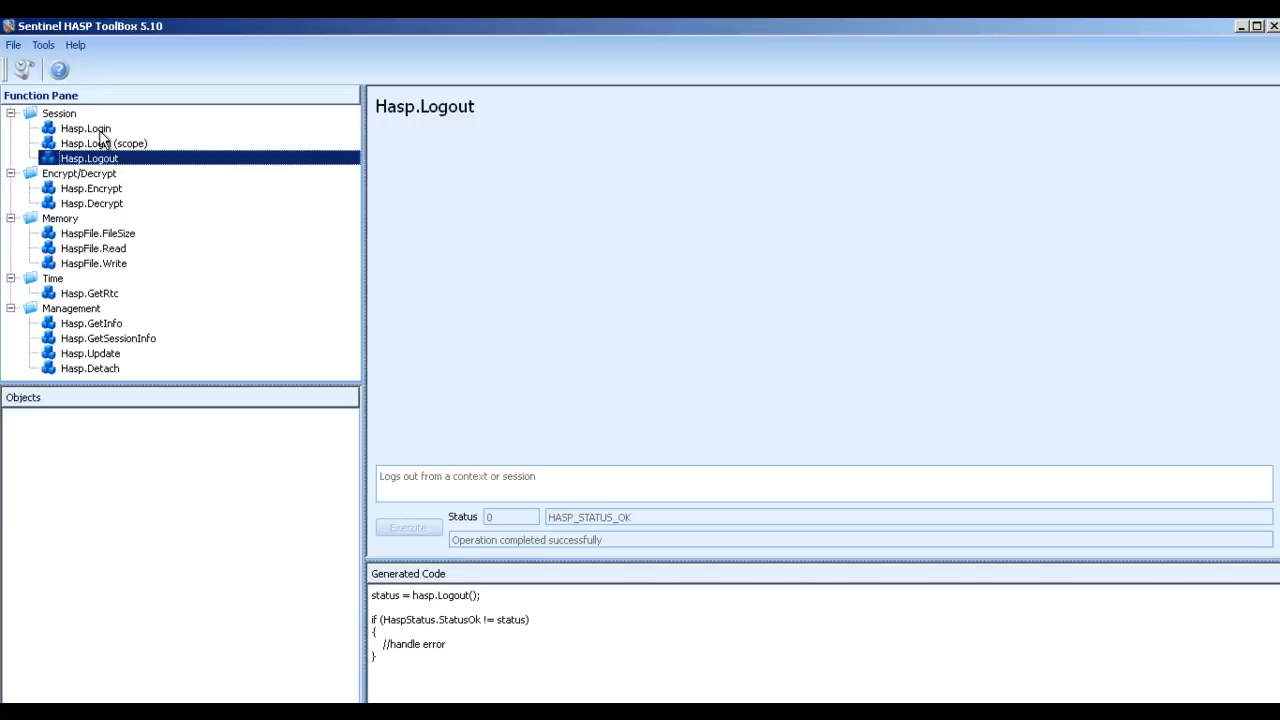 Sentinel HASP ToolBox 5.10
File Tools Help
Function Pane
Session
Hasp.Login
Hasp.Login (scope)
Hasp.Logout
Encrypt/Decrypt
Hasp.Encrypt
Hasp.Decrypt
Memory
HaspFile.FileSize
HaspFile.Read
HaspFile.Write
Time
Hasp.GetRtc
Management
Hasp.GetInfo
Hasp.GetSessionInfo
Hasp.Update
Hasp.Detach
Objects
Hasp.Logout
Logs out from a context or session
Execute
Status 0 HASP_STATUS_OK
Operation completed successfully
Generated Code
status = hasp.Logout();
if (HaspStatus.StatusOk != status)
{
//handle error
}